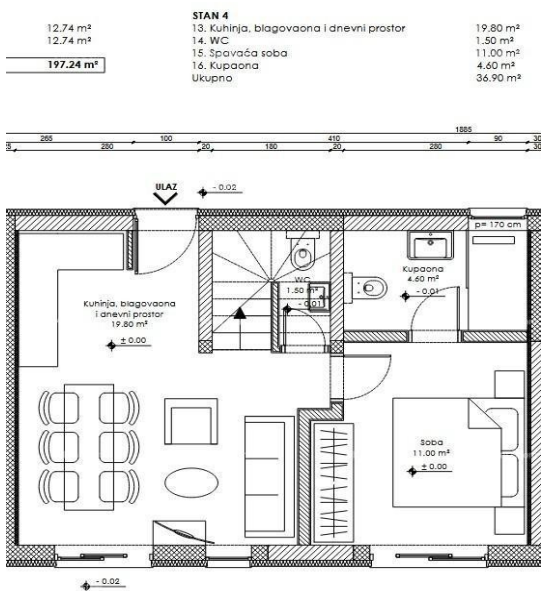 12.74 m²
12.74 m²
197.24 m²
STAN 4
13. Kuhinja, blagovaona i dnevni prostor 19.80 m²
14. WC 1.50 m²
15. Spavaća soba 11.00 m²
16. Kupaona 4.60 m²
Ukupno 36.90 m²
1885
265 100 410 90 30
280 20 180 20 280 30
ULAZ
- 0.02
p= 170 cm
WC
1.50 m²
- 0.01
Kupaona
4.60 m²
- 0.01
Kuhinja, blagovaona
i dnevni prostor
19.80 m²
± 0.00
Soba
11.00 m²
± 0.00
- 0.02